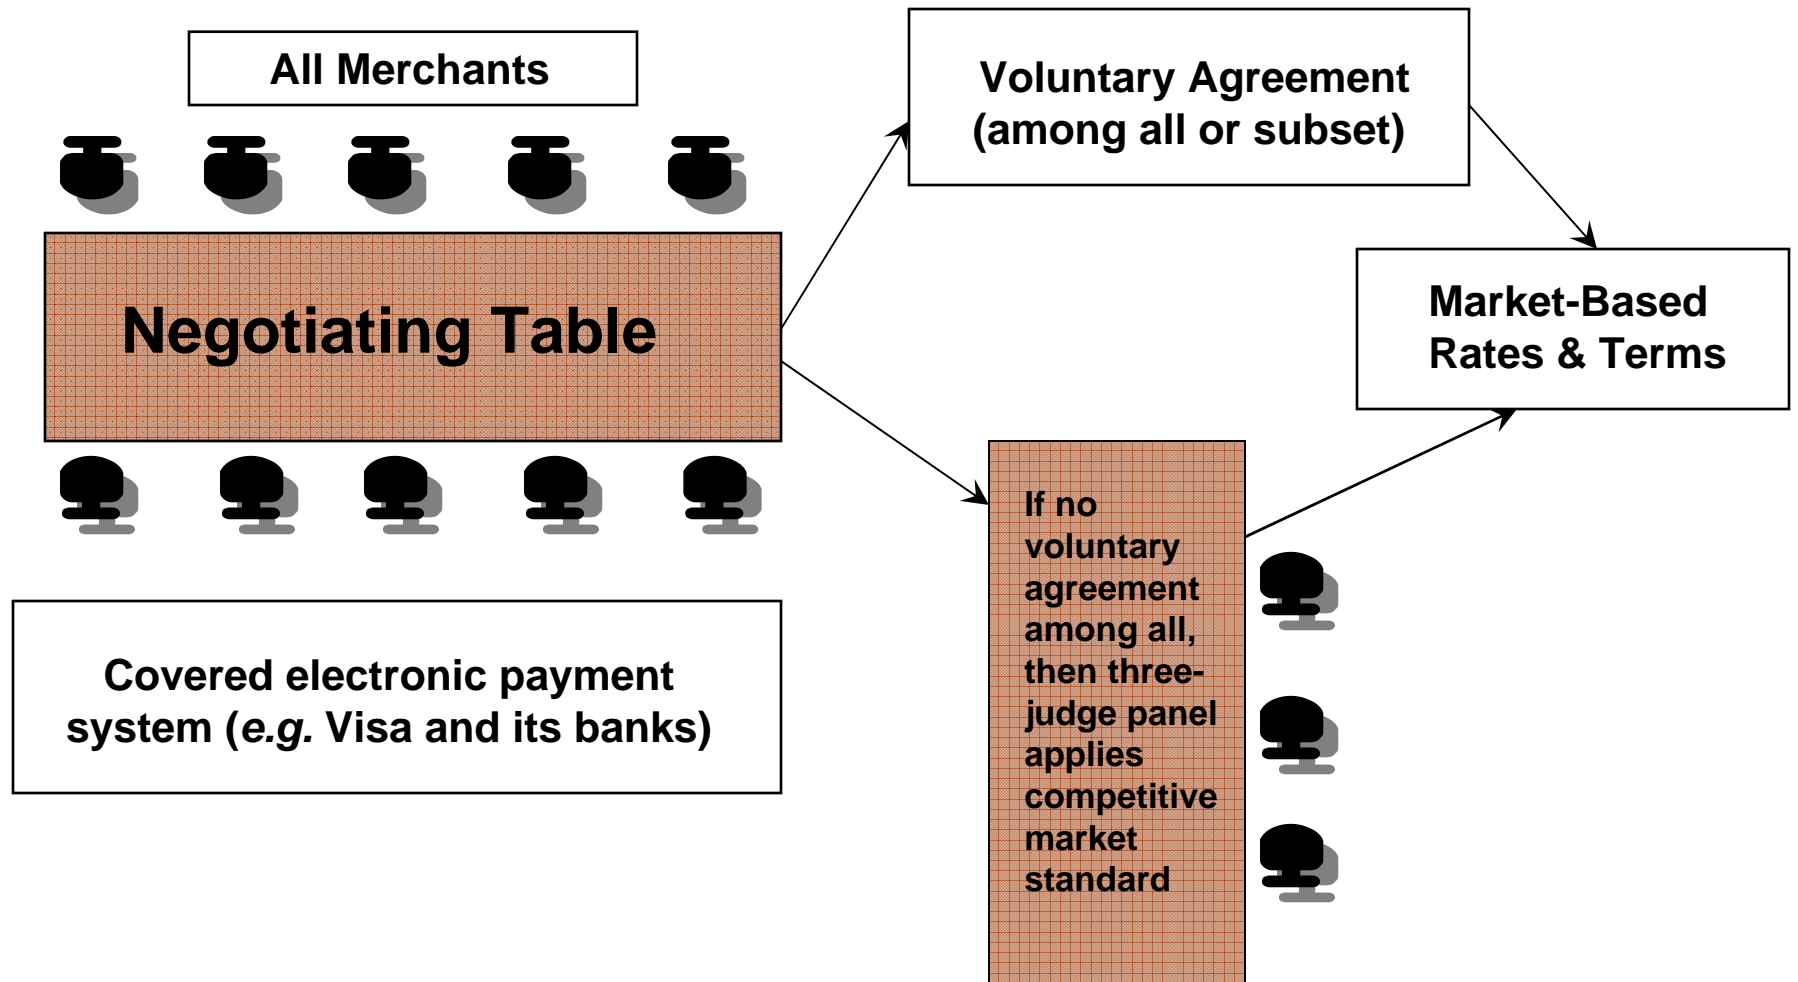 All Merchants
Negotiating Table
Covered electronic payment
system (e.g. Visa and its banks)
Voluntary Agreement
(among all or subset)
Market-Based
Rates & Terms
If no
voluntary
agreement
among all,
then three-
judge panel
applies
competitive
market
standard